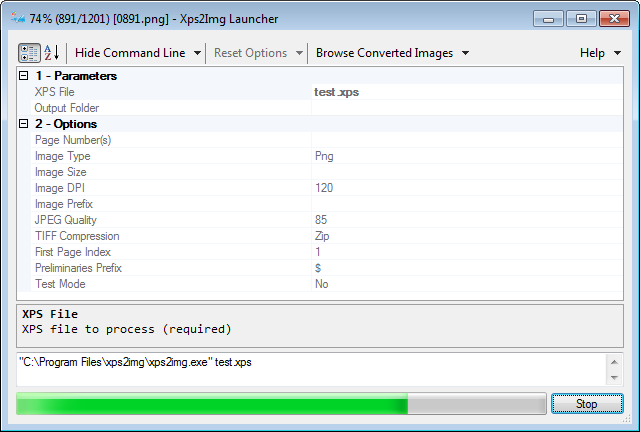 74% (891/1201) [0891.png] - Xps2Img Launcher
A Z Hide Command Line Reset Options Browse Converted Images Help
1 - Parameters
XPS File test.xps
Output Folder
2 - Options
Page Number(s)
Image Type Png
Image Size
Image DPI 120
Image Prefix
JPEG Quality 85
TIFF Compression Zip
First Page Index 1
Preliminaries Prefix $
Test Mode No
XPS File
XPS file to process (required)
"C:\Program Files\xps2img\xps2img.exe" test.xps
Stop